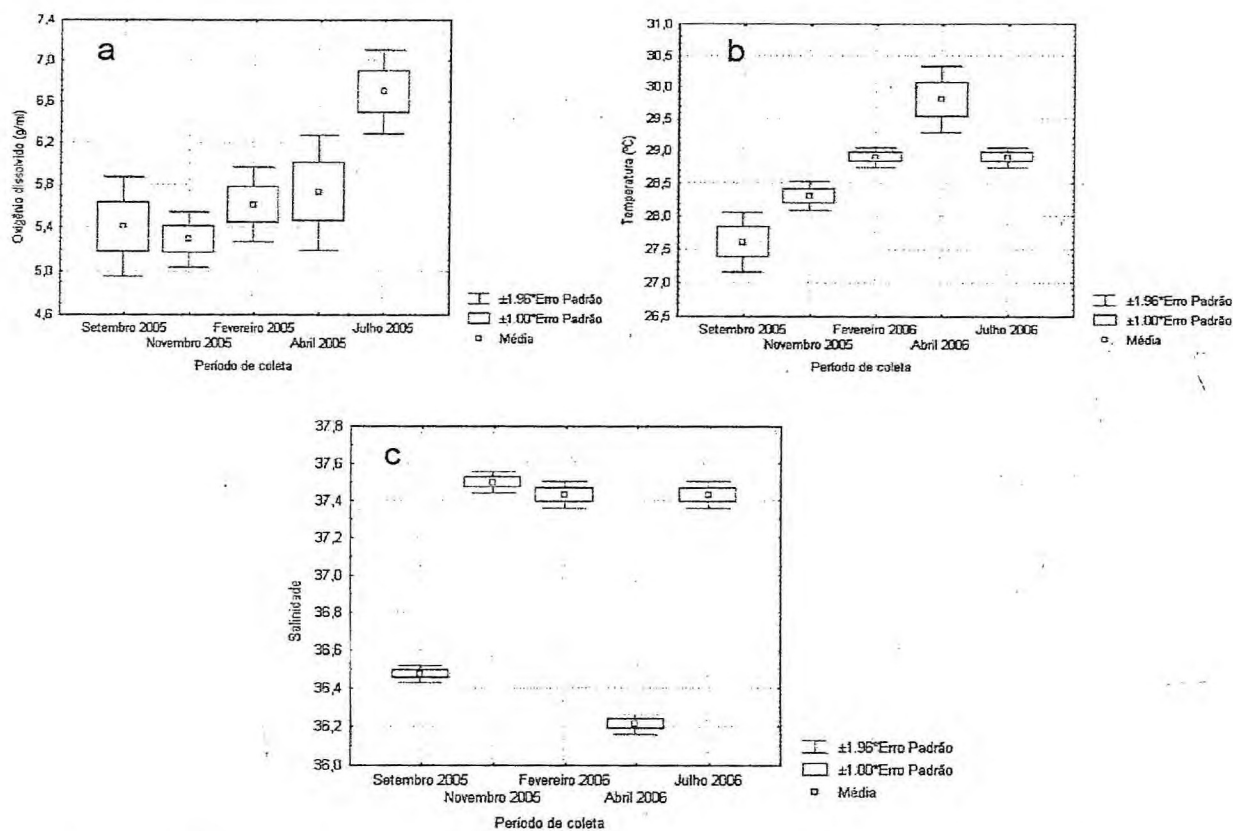 a
Oxigênio dissolvido (g/ml)
7,4
7,0
6,6
6,2
5,8
5,4
5,0
4,6
Setembro 2005
Novembro 2005
Fevereiro 2005
Abril 2005
Julho 2005
Período de coleta
±1.96*Erro Padrão
±1.00*Erro Padrão
Média
b
Temperatura (ºC)
31,0
30,5
30,0
29,5
29,0
28,5
28,0
27,5
27,0
26,5
Setembro 2005
Novembro 2005
Fevereiro 2006
Abril 2006
Julho 2006
Período de coleta
±1.96*Erro Padrão
±1.00*Erro Padrão
Média
c
Salinidade
37,8
37,6
37,4
37,2
37,0
36,8
36,6
36,4
36,2
36,0
Setembro 2005
Novembro 2005
Fevereiro 2006
Abril 2006
Julho 2006
Período de coleta
±1.96*Erro Padrão
±1.00*Erro Padrão
Média